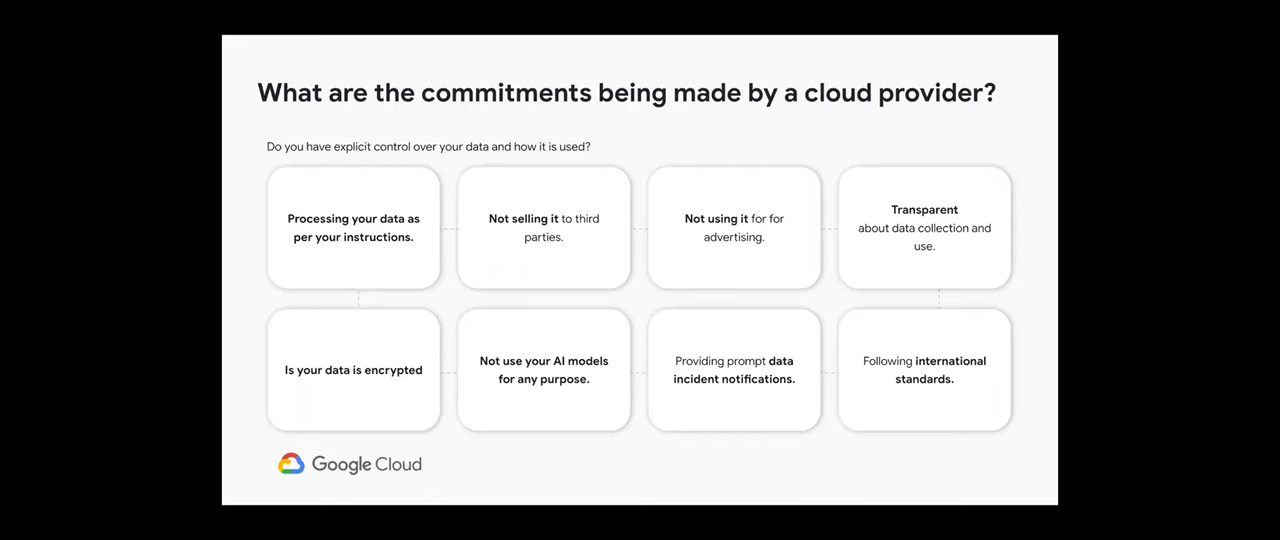 What are the commitments being made by a cloud provider?
Do you have explicit control over your data and how it is used?
Processing your data as
per your instructions.
Not selling it to third
parties.
Not using it for for
advertising.
Transparent
about data collection and
use.
Is your data is encrypted
Not use your AI models
for any purpose.
Providing prompt data
incident notifications.
Following international
standards.
Google Cloud